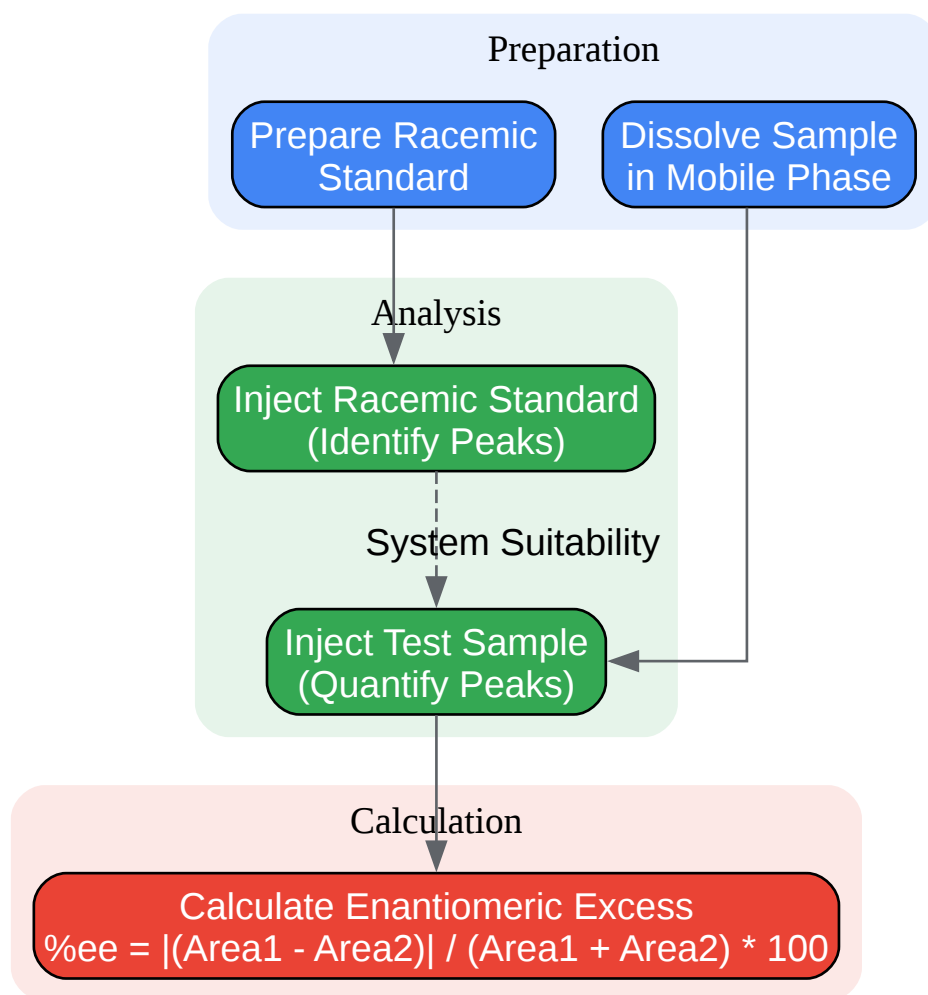 Preparation
Prepare Racemic
Standard
Dissolve Sample
in Mobile Phase
Analysis
Inject Racemic Standard
(Identify Peaks)
System Suitability
Inject Test Sample
(Quantify Peaks)
Calculation
Calculate Enantiomeric Excess
%ee = |(Area1 - Area2)| / (Area1 + Area2) * 100